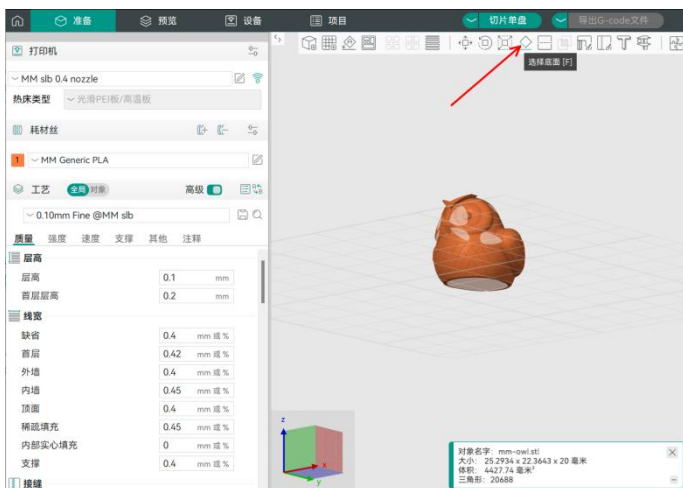 准备 预览 设备 项目 切片单盘 导出G-code文件
打印机
选择底面 [F]
MM slb 0.4 nozzle
热床类型 光滑PEI板/高温板
耗材丝
1 MM Generic PLA
工艺 全局 对象 高级
0.10mm Fine @MM slb
质量 强度 速度 支撑 其他 注释
层高
层高 0.1 mm
首层层高 0.2 mm
线宽
缺省 0.4 mm 或 %
首层 0.42 mm 或 %
外墙 0.4 mm 或 %
内墙 0.45 mm 或 %
顶面 0.4 mm 或 %
稀疏填充 0.45 mm 或 %
内部实心填充 0 mm 或 %
支撑 0.4 mm 或 %
接缝
z
x
y
对象名字: mm-owl.stl
大小: 25.2934 x 22.3643 x 20 毫米
体积: 4427.74 毫米³
三角形: 20688